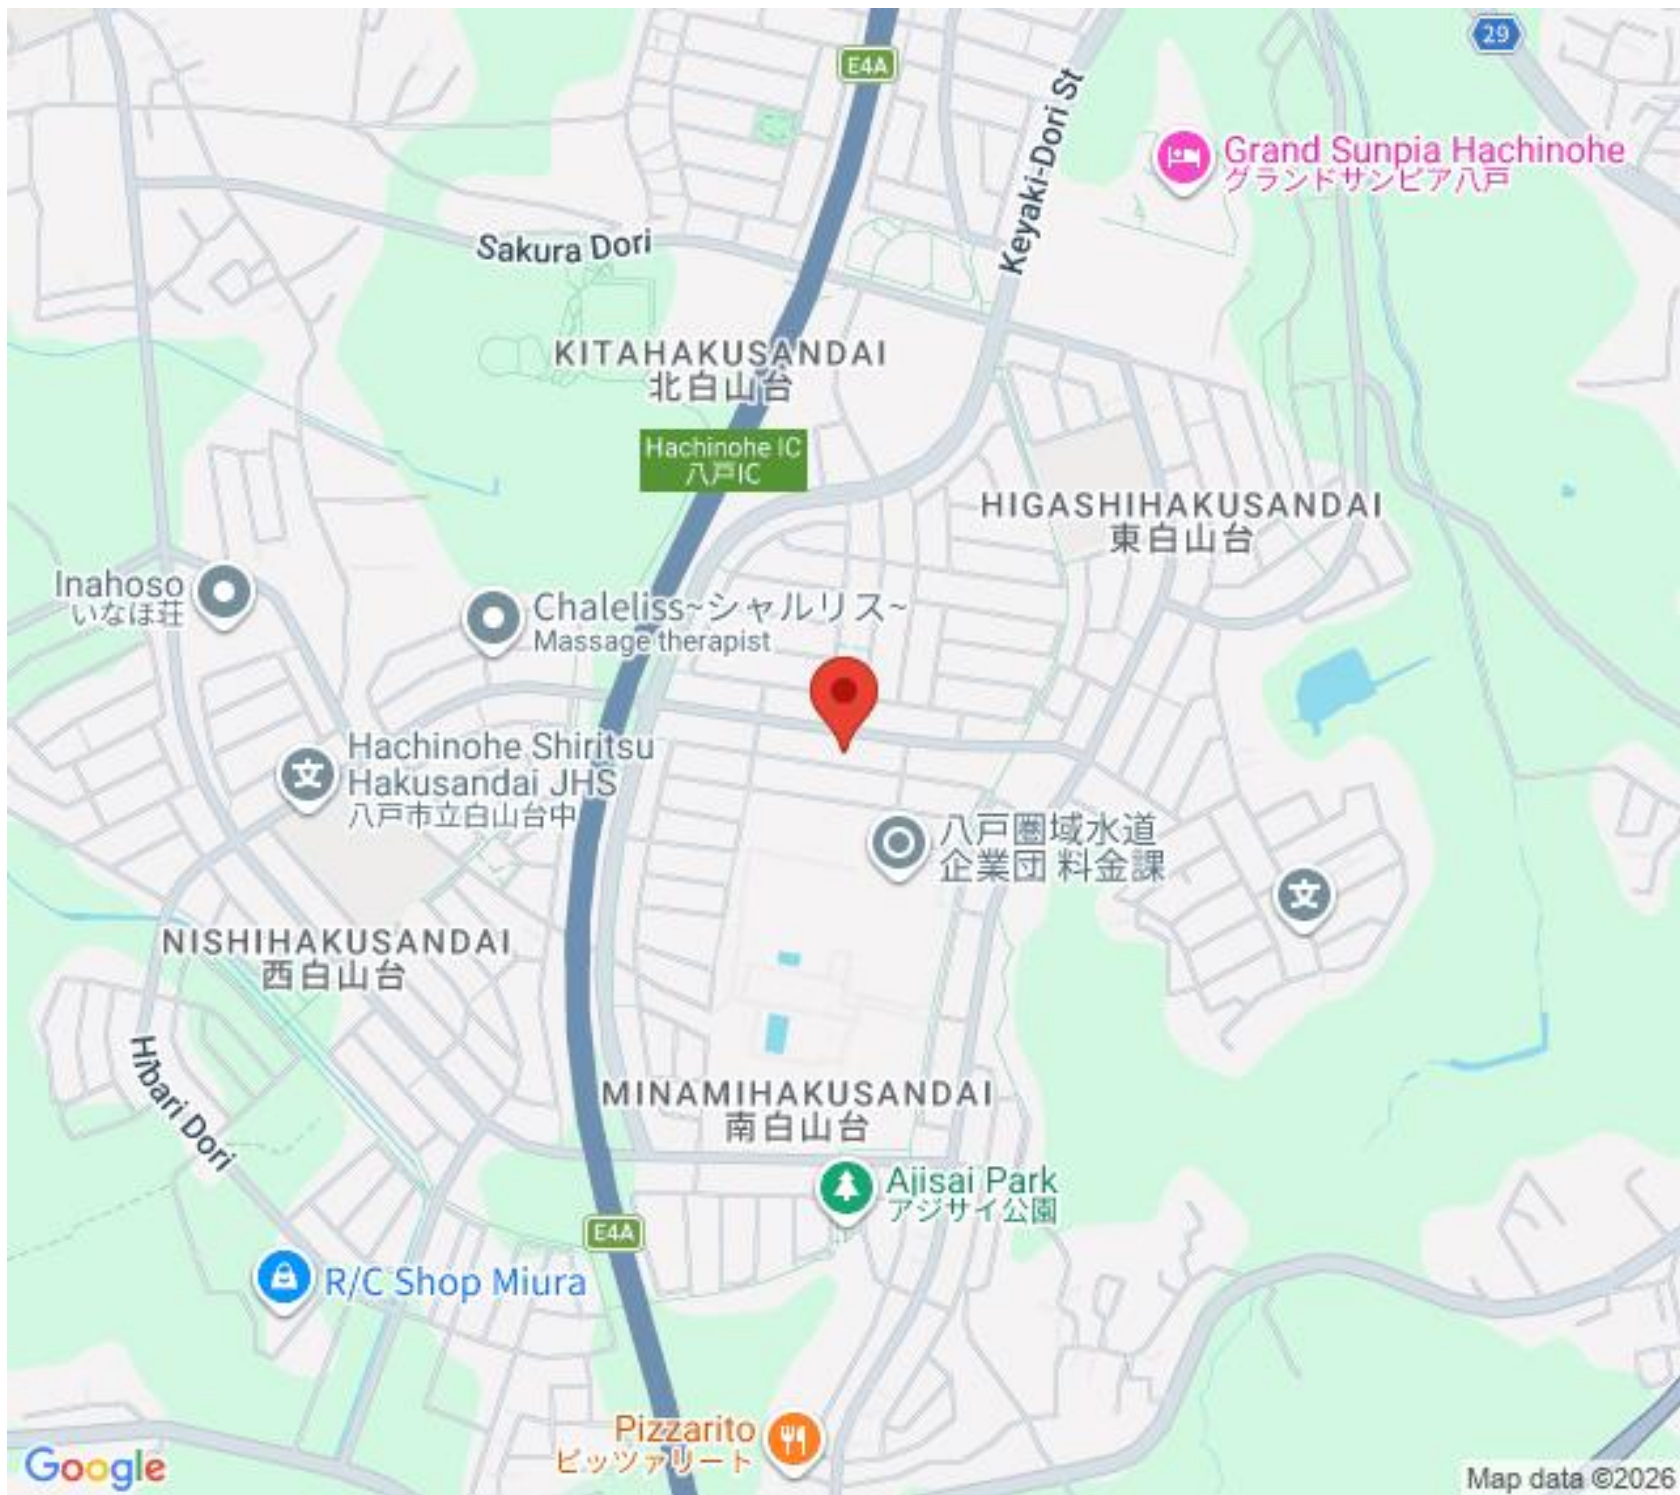 E4A
29
Keyaki-Dori St
Grand Sunpia Hachinohe
グランドサンピア八戸
Sakura Dori
KITAHAKUSANDAI
北白山台
Hachinohe IC
八戸IC
HIGASHIHAKUSANDAI
東白山台
Inahoso
いなほ荘
Chaleliss~シャルリス~
Massage therapist
Hachinohe Shiritsu
Hakusandai JHS
八戸市立白山台中
文
八戸圏域水道
企業団 料金課
文
NISHIHAKUSANDAI
西白山台
Hibari Dori
MINAMIHAKUSANDAI
南白山台
Ajisai Park
アジサイ公園
E4A
R/C Shop Miura
Pizzarito
ピッツァリート
Google
Map data ©2026